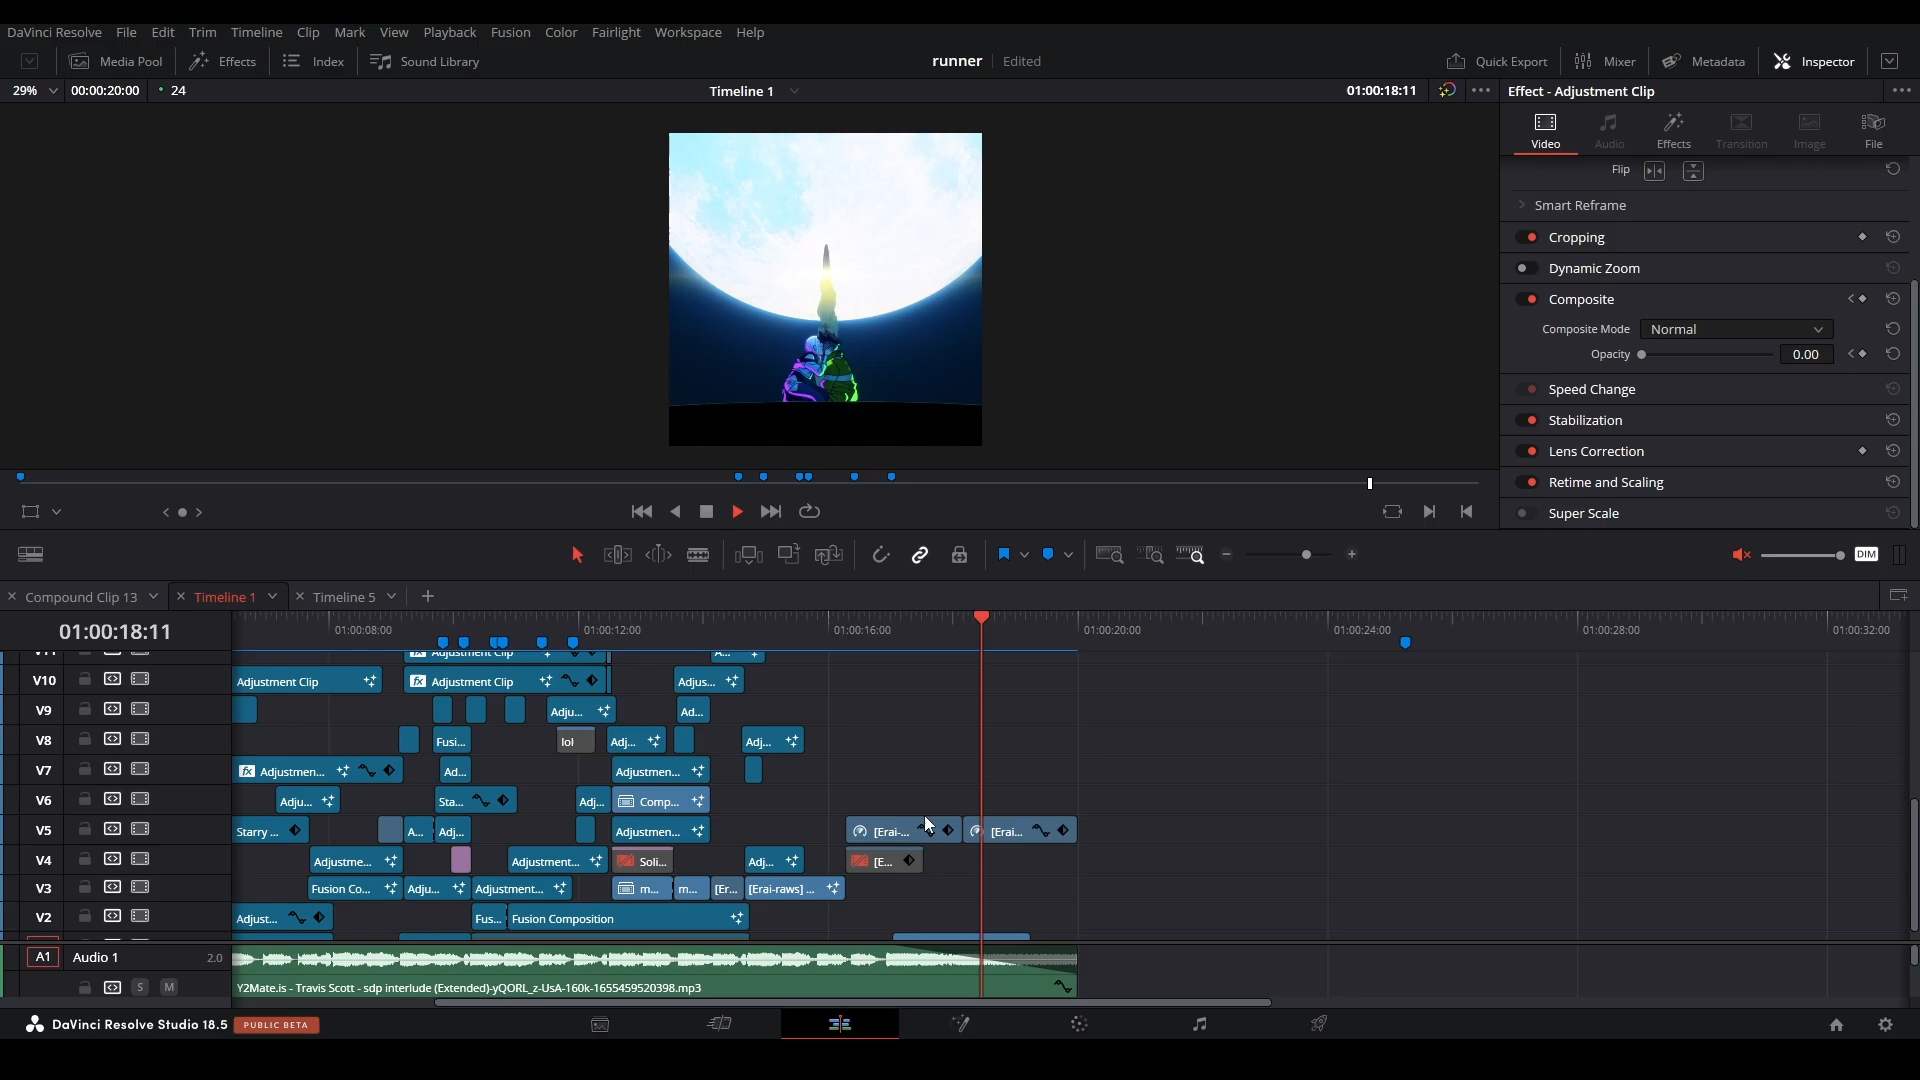 DaVinci Resolve File Edit Trim Timeline Clip Mark View Playback Fusion Color Fairlight Workspace Help
Media Pool Effects Index Sound Library runner Edited Quick Export Mixer Metadata Inspector
29% 00:00:20:00 24 Timeline 1 01:00:18:11 Effect - Adjustment Clip
Video Audio Effects Transition Image File
Flip
Smart Reframe
Cropping
Dynamic Zoom
Composite
Composite Mode Normal
Opacity 0.00
Speed Change
Stabilization
Lens Correction
Retime and Scaling
Super Scale
DIM
Compound Clip 13 Timeline 1 Timeline 5
01:00:18:11 01:00:08:00 01:00:12:00 01:00:16:00 01:00:20:00 01:00:24:00 01:00:28:00 01:00:32:00
V11 Adjustment Clip A...
V10 Adjustment Clip fx Adjustment Clip Adjus...
V9 Adju... Ad...
V8 Fusi... lol Adj... Adj...
V7 fx Adjustmen... Ad... Adjustmen...
V6 Adju... Sta... Adj... Comp...
V5 Starry ... A... Adj... Adjustmen... [Erai-... [Erai...
V4 Adjustme... Adjustment... Soli... Adj... [E...
V3 Fusion Co... Adju... Adjustment... m... m... [Er... [Erai-raws] ...
V2 Adjust... Fus... Fusion Composition
A1 Audio 1 2.0
S M Y2Mate.is - Travis Scott - sdp interlude (Extended)-yQORL_z-UsA-160k-1655459520398.mp3
DaVinci Resolve Studio 18.5 PUBLIC BETA